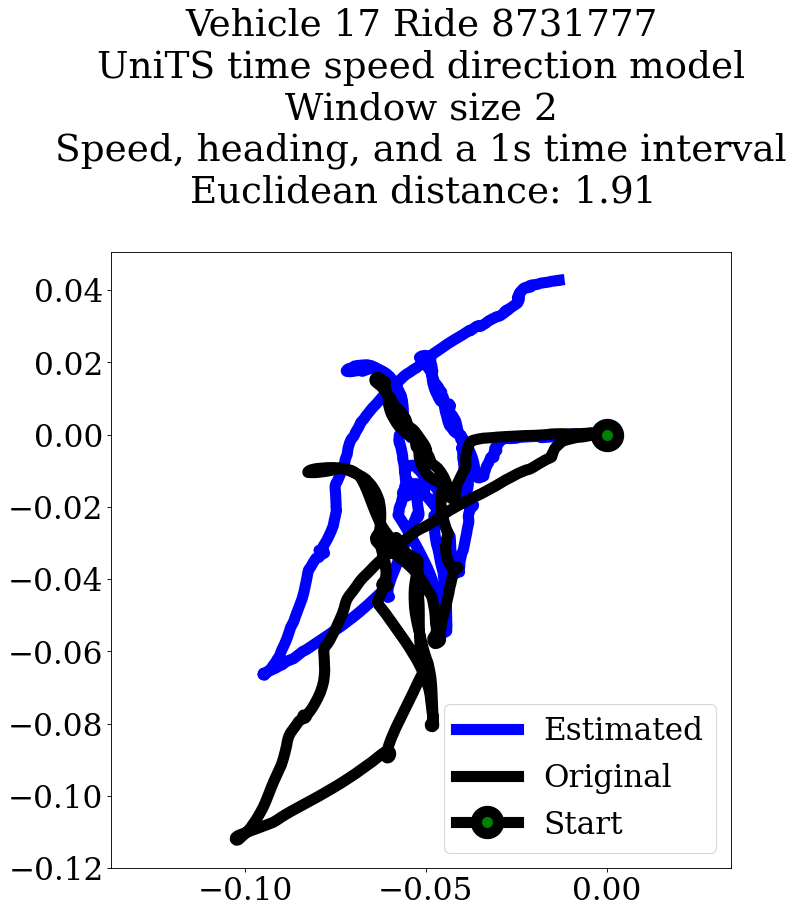 Vehicle 17 Ride 8731777
UniTS time speed direction model
Window size 2
Speed, heading, and a 1s time interval
Euclidean distance: 1.91
0.04
0.02
0.00
−0.02
−0.04
−0.06
−0.08
−0.10
−0.12
−0.10
−0.05
0.00
Estimated
Original
Start